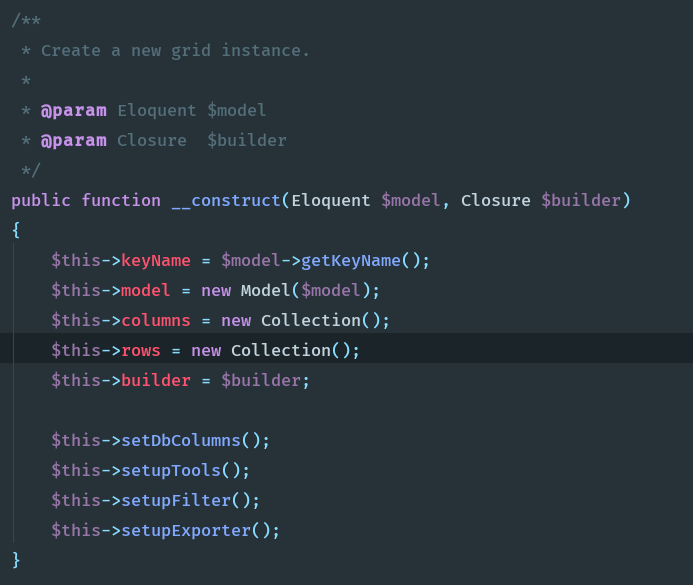 /**
 * Create a new grid instance.
 *
 * @param Eloquent $model
 * @param Closure  $builder
 */
public function __construct(Eloquent $model, Closure $builder)
{
    $this->keyName = $model->getKeyName();
    $this->model = new Model($model);
    $this->columns = new Collection();
    $this->rows = new Collection();
    $this->builder = $builder;

    $this->setDbColumns();
    $this->setupTools();
    $this->setupFilter();
    $this->setupExporter();
}